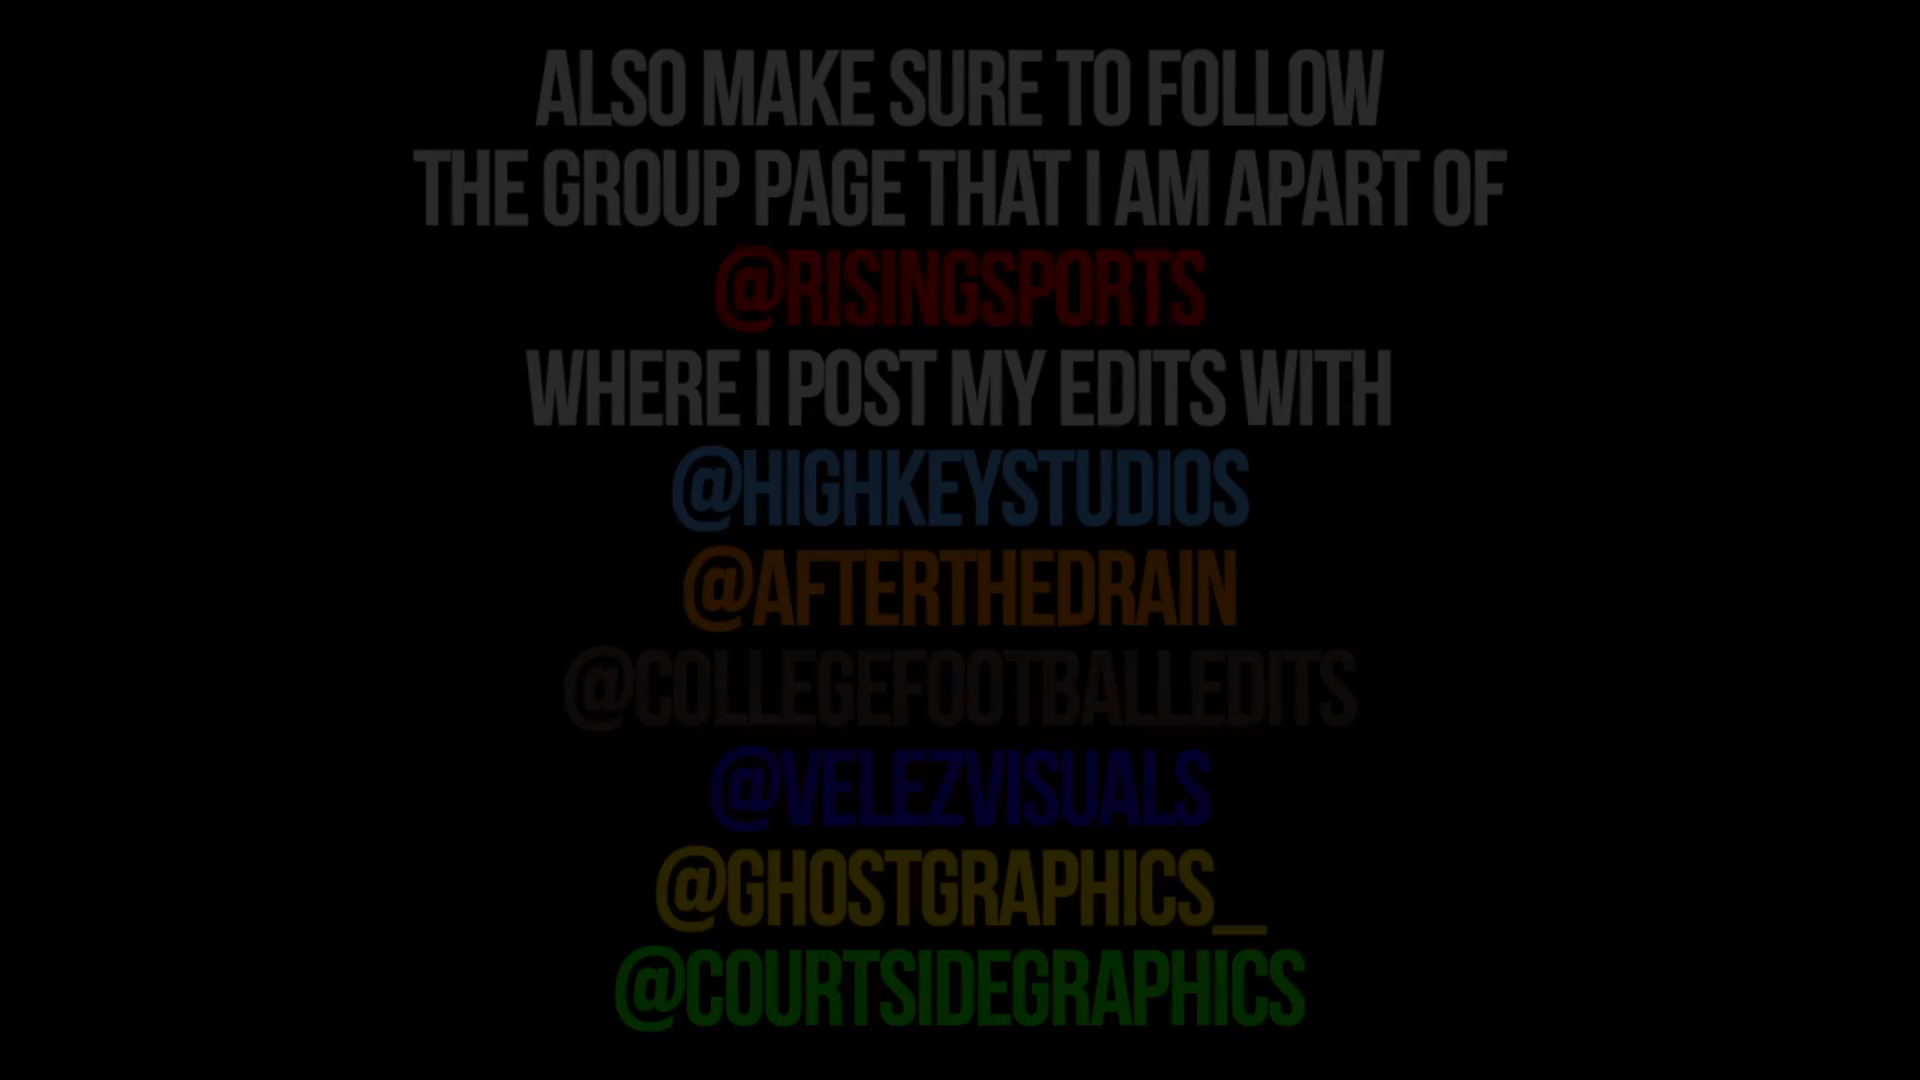 ALSO MAKE SURE TO FOLLOW
THE GROUP PAGE THAT I AM APART OF
@RISINGSPORTS
WHERE I POST MY EDITS WITH
@HIGHKEYSTUDIOS
@AFTERTHEDRAIN
@COLLEGEFOOTBALLEDITS
@VELEZVISUALS
@GHOSTGRAPHICS_
@COURTSIDEGRAPHICS